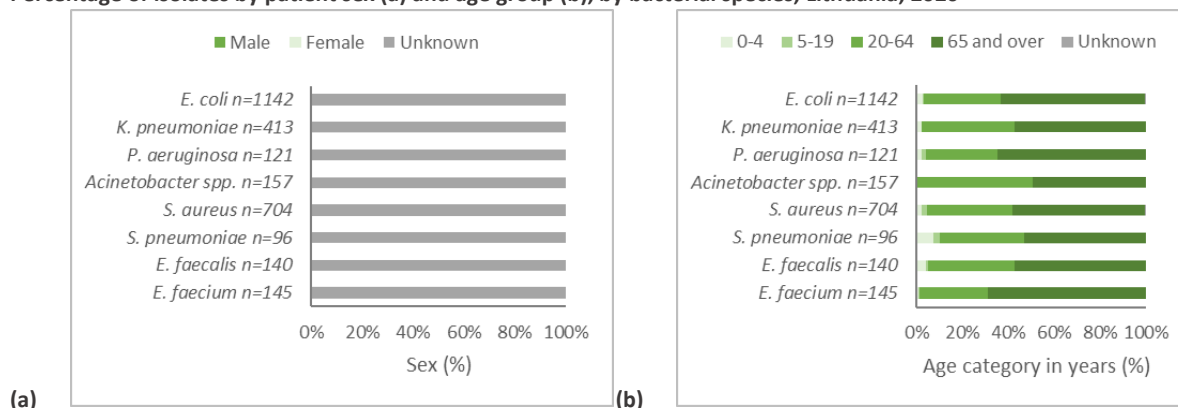 Percentage of isolates by patient sex (a) and age group (b), by bacterial species, Lithuania, 2020
Male Female Unknown
E. coli n=1142
K. pneumoniae n=413
P. aeruginosa n=121
Acinetobacter spp. n=157
S. aureus n=704
S. pneumoniae n=96
E. faecalis n=140
E. faecium n=145
0% 20% 40% 60% 80% 100%
Sex (%)
(a)
0-4 5-19 20-64 65 and over Unknown
E. coli n=1142
K. pneumoniae n=413
P. aeruginosa n=121
Acinetobacter spp. n=157
S. aureus n=704
S. pneumoniae n=96
E. faecalis n=140
E. faecium n=145
0% 20% 40% 60% 80% 100%
Age category in years (%)
(b)